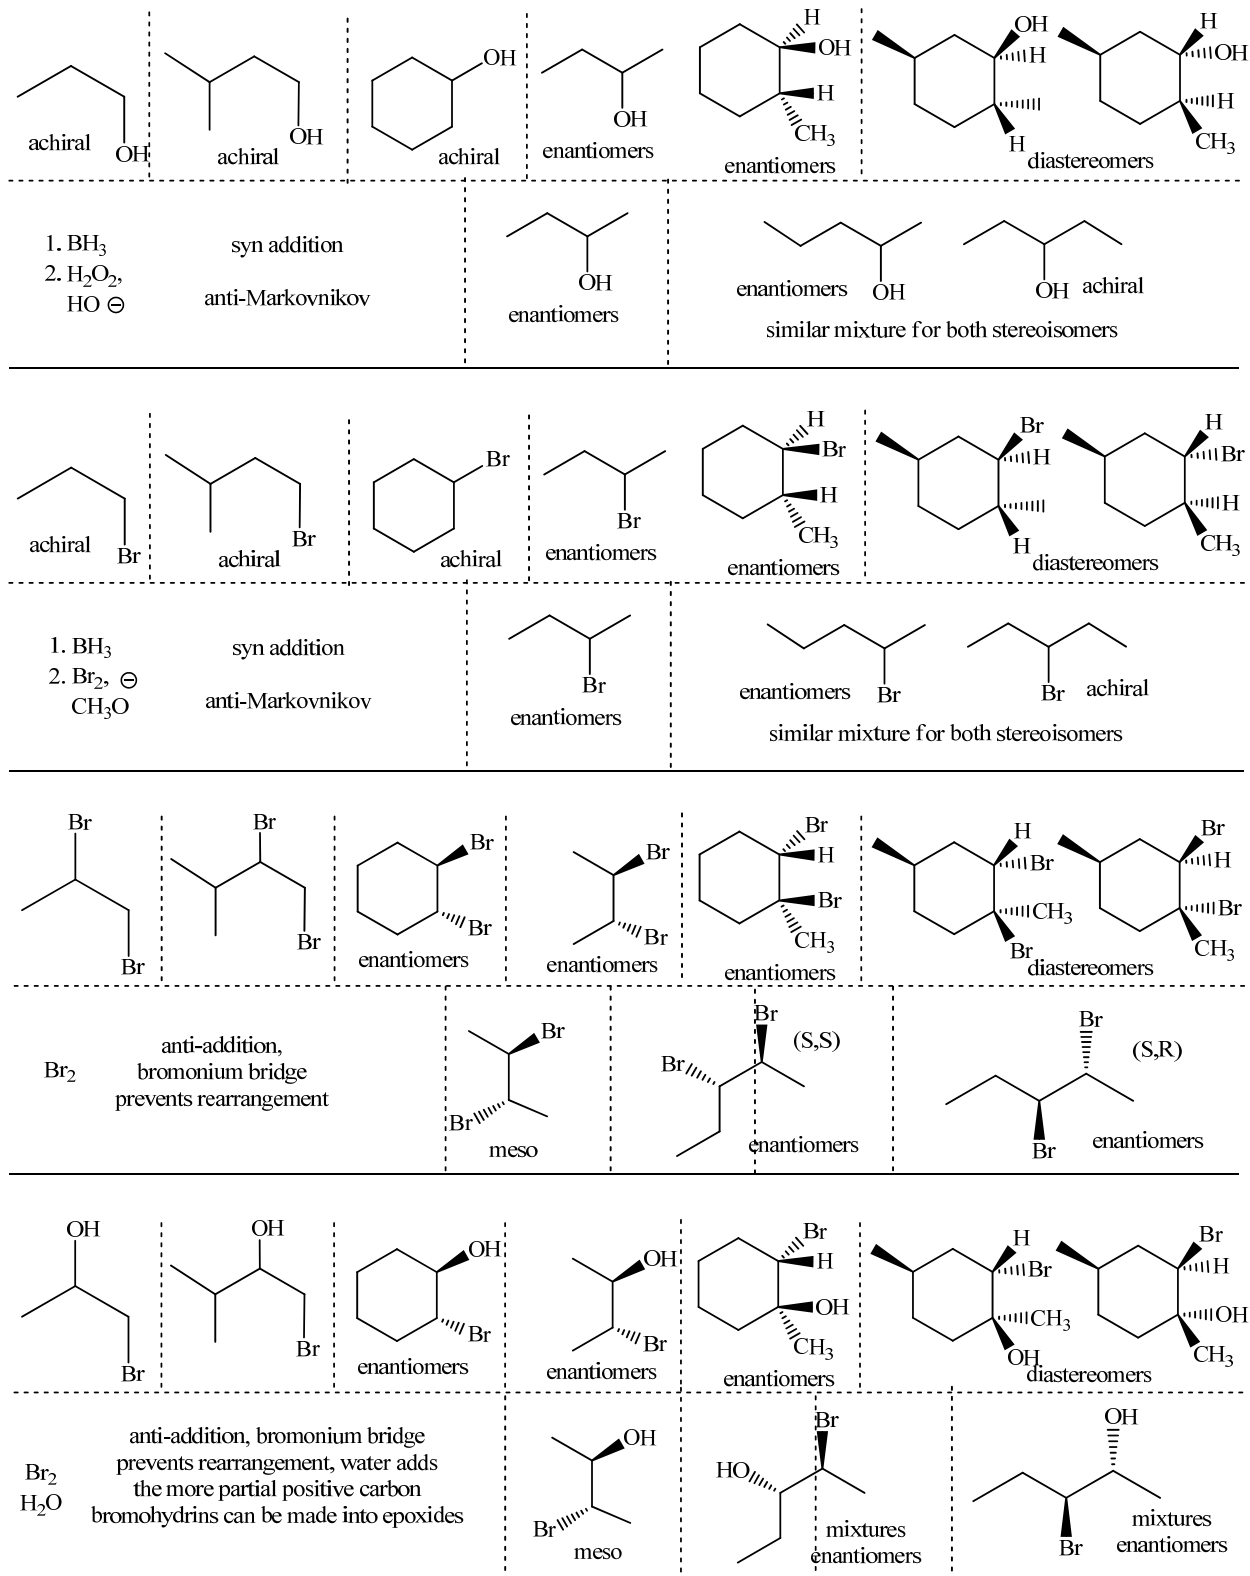 H
OH
H
CH3
OH
H
H
H
OH
H
CH3
OH
achiral
OH
achiral
OH
achiral
OH
enantiomers
enantiomers
diastereomers
1. BH3
2. H2O2,
HO ⊖
syn addition
anti-Markovnikov
OH
enantiomers
enantiomers
OH
OH
achiral
similar mixture for both stereoisomers
H
Br
H
CH3
Br
H
H
H
Br
H
CH3
Br
achiral
Br
achiral
Br
achiral
Br
enantiomers
enantiomers
diastereomers
1. BH3
2. Br2, ⊖
CH3O
syn addition
anti-Markovnikov
Br
enantiomers
enantiomers
Br
Br
achiral
similar mixture for both stereoisomers
Br
Br
Br
Br
Br
Br
enantiomers
Br
Br
enantiomers
Br
H
Br
CH3
enantiomers
H
Br
CH3
Br
Br
H
Br
CH3
diastereomers
Br2
anti-addition,
bromonium bridge
prevents rearrangement
Br
Br
meso
Br
Br
(S,S)
enantiomers
Br
(S,R)
Br
enantiomers
OH
Br
OH
Br
OH
Br
enantiomers
OH
Br
enantiomers
Br
H
OH
CH3
enantiomers
H
Br
CH3
OH
Br
H
OH
CH3
diastereomers
Br2
H2O
anti-addition, bromonium bridge
prevents rearrangement, water adds
the more partial positive carbon
bromohydrins can be made into epoxides
OH
Br
meso
Br
HO
mixtures
enantiomers
OH
Br
mixtures
enantiomers